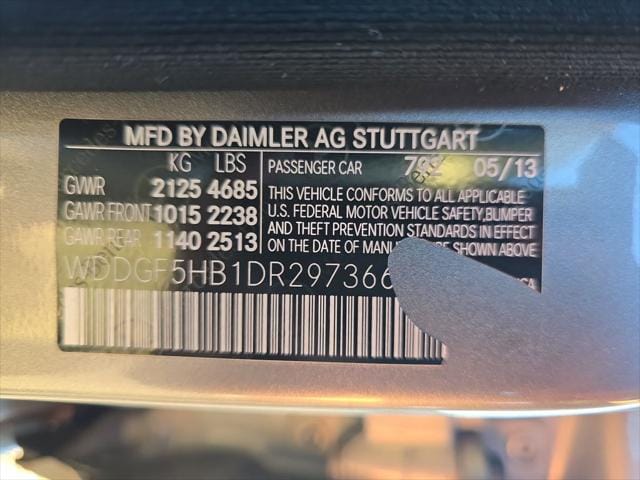 MFD BY DAIMLER AG STUTTGART
KG LBS PASSENGER CAR 792 05/13
GVWR 2125 4685
GAWR FRONT 1015 2238
GAWR REAR 1140 2513
THIS VEHICLE CONFORMS TO ALL APPLICABLE
U.S. FEDERAL MOTOR VEHICLE SAFETY, BUMPER
AND THEFT PREVENTION STANDARDS IN EFFECT
ON THE DATE OF MANU ABOVE
WDDGF5HB1DR297366